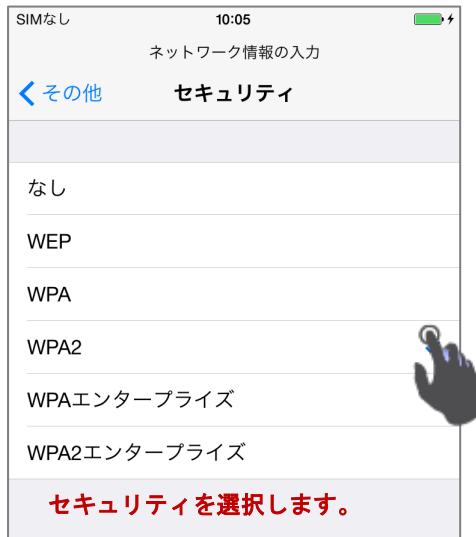 SIMなし 10:05
ネットワーク情報の入力
その他 セキュリティ
なし
WEP
WPA
WPA2
WPAエンタープライズ
WPA2エンタープライズ
セキュリティを選択します。